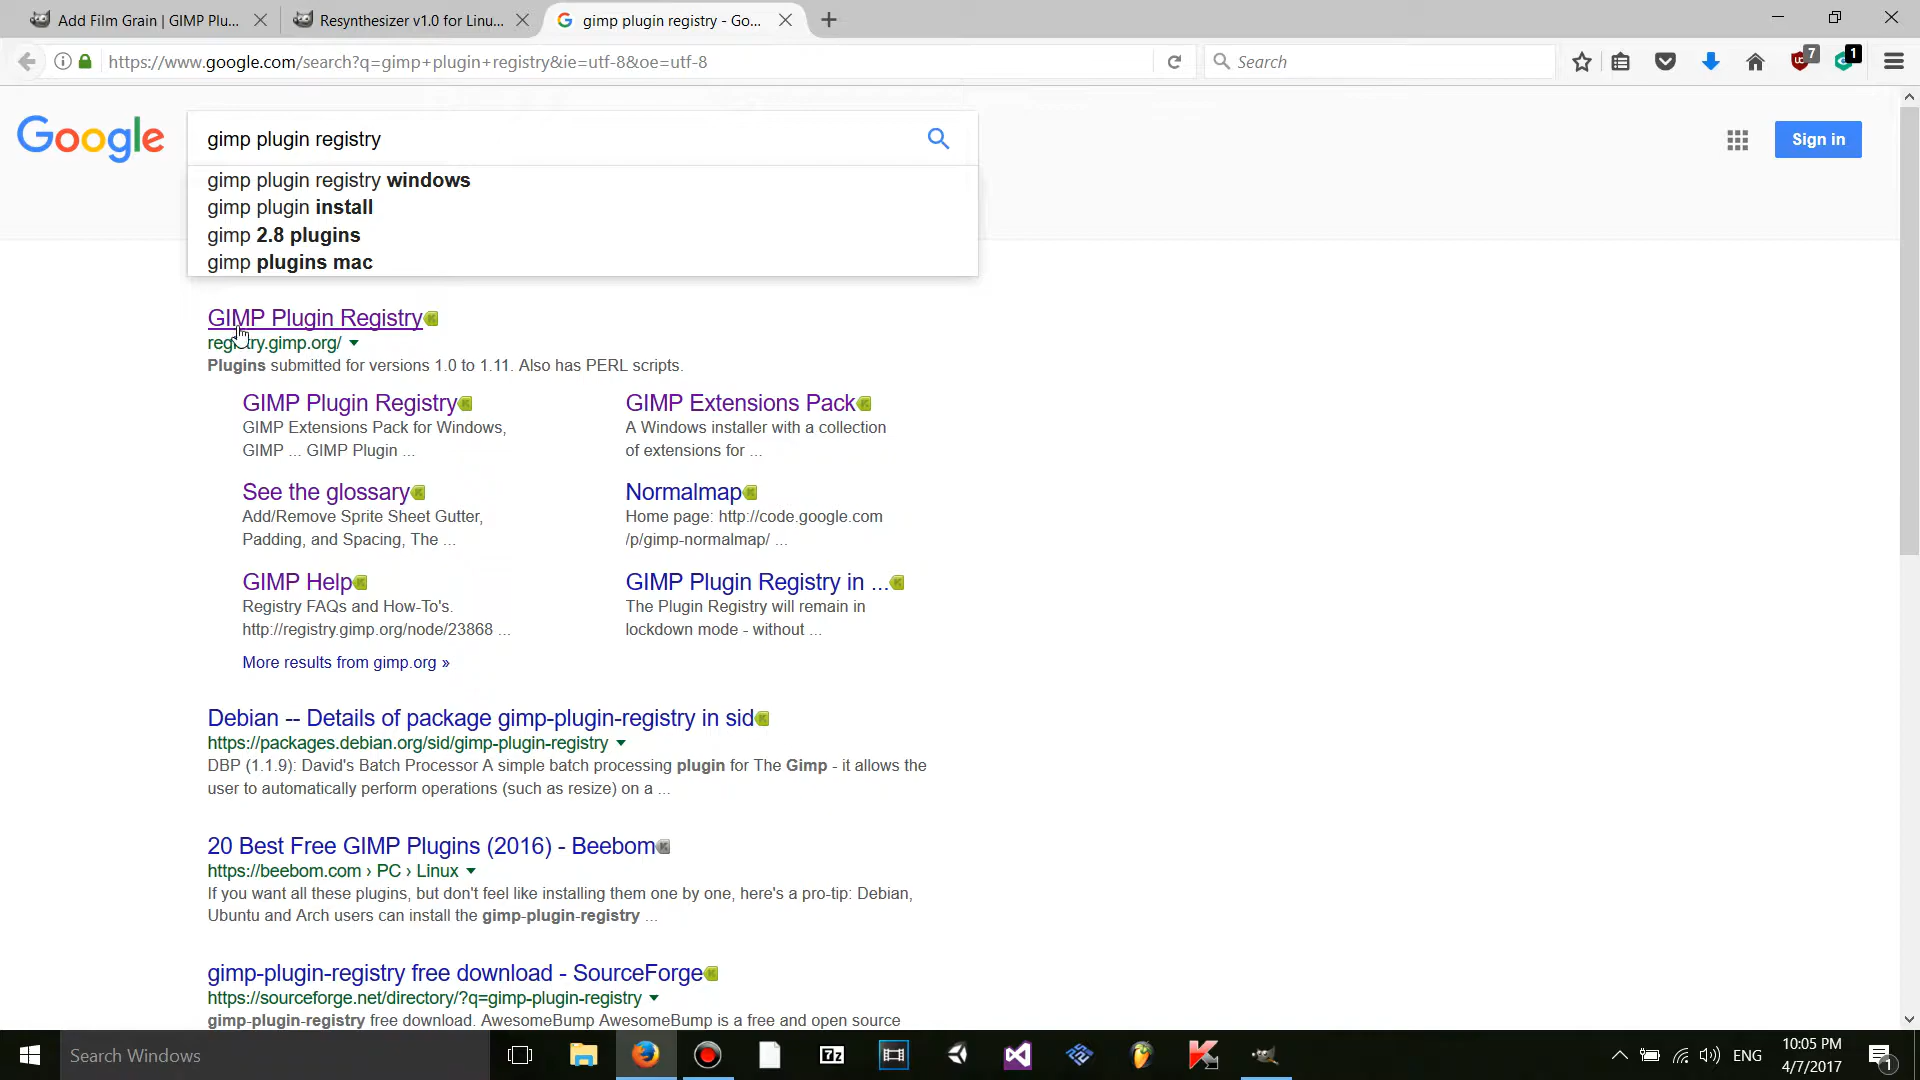 Add Film Grain | GIMP Plu...
Resynthesizer v1.0 for Linu...
gimp plugin registry - Go...
https://www.google.com/search?q=gimp+plugin+registry&ie=utf-8&oe=utf-8
Search
7
1
Google
gimp plugin registry
Sign in
gimp plugin registry windows
gimp plugin install
gimp 2.8 plugins
gimp plugins mac
GIMP Plugin Registry
registry.gimp.org/
Plugins submitted for versions 1.0 to 1.11. Also has PERL scripts.
GIMP Plugin Registry
GIMP Extensions Pack for Windows,
GIMP ... GIMP Plugin ...
GIMP Extensions Pack
A Windows installer with a collection
of extensions for ...
See the glossary
Add/Remove Sprite Sheet Gutter,
Padding, and Spacing, The ...
Normalmap
Home page: http://code.google.com
/p/gimp-normalmap/ ...
GIMP Help
Registry FAQs and How-To's.
http://registry.gimp.org/node/23868 ...
GIMP Plugin Registry in ...
The Plugin Registry will remain in
lockdown mode - without ...
More results from gimp.org »
Debian -- Details of package gimp-plugin-registry in sid
https://packages.debian.org/sid/gimp-plugin-registry
DBP (1.1.9): David's Batch Processor A simple batch processing plugin for The Gimp - it allows the
user to automatically perform operations (such as resize) on a ...
20 Best Free GIMP Plugins (2016) - Beebom
https://beebom.com › PC › Linux
If you want all these plugins, but don't feel like installing them one by one, here's a pro-tip: Debian,
Ubuntu and Arch users can install the gimp-plugin-registry ...
gimp-plugin-registry free download - SourceForge
https://sourceforge.net/directory/?q=gimp-plugin-registry
gimp-plugin-registry free download. AwesomeBump AwesomeBump is a free and open source
Search Windows
7z
ENG
10:05 PM
4/7/2017
1